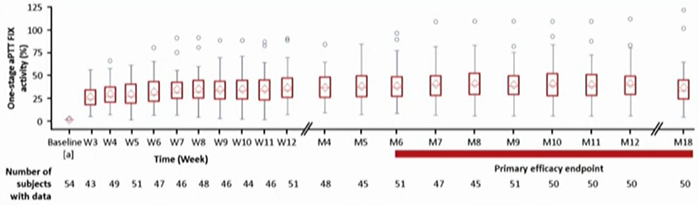 One-stage aPTT FIX
activity (%)
125
100
75
50
25
0
Baseline W3 W4 W5 W6 W7 W8 W9 W10 W11 W12 M4 M5 M6 M7 M8 M9 M10 M11 M12 M18
[a]
Time (Week)
Primary efficacy endpoint
Number of
subjects
with data
54 43 49 51 47 46 48 46 44 46 51 48 45 51 47 45 51 50 50 50 50